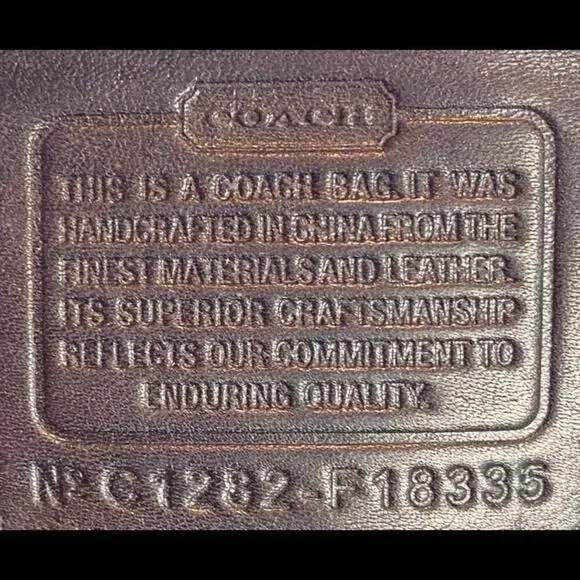 COACH
THIS IS A COACH BAG. IT WAS
HANDCRAFTED IN CHINA FROM THE
FINEST MATERIALS AND LEATHER.
ITS SUPERIOR CRAFTSMANSHIP
REFLECTS OUR COMMITMENT TO
ENDURING QUALITY.
Nº C1282-F18335